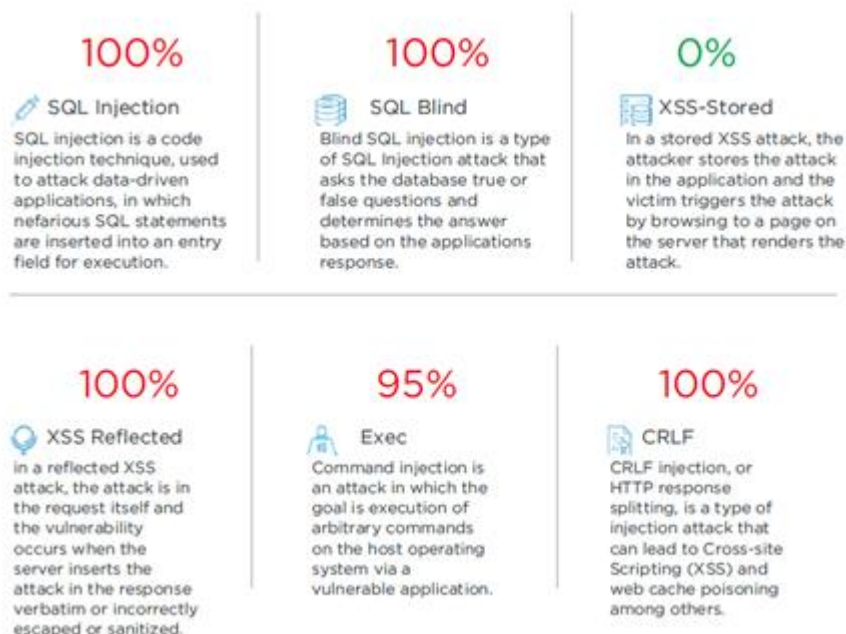 100%
SQL Injection
SQL injection is a code
injection technique, used
to attack data-driven
applications, in which
nefarious SQL statements
are inserted into an entry
field for execution.
100%
SQL Blind
Blind SQL injection is a type
of SQL Injection attack that
asks the database true or
false questions and
determines the answer
based on the applications
response.
0%
XSS-Stored
In a stored XSS attack, the
attacker stores the attack
in the application and the
victim triggers the attack
by browsing to a page on
the server that renders the
attack.
100%
XSS Reflected
in a reflected XSS
attack, the attack is in
the request itself and
the vulnerability
occurs when the
server inserts the
attack in the response
verbatim or incorrectly
escaped or sanitized.
95%
Exec
Command injection is
an attack in which the
goal is execution of
arbitrary commands
on the host operating
system via a
vulnerable application.
100%
CRLF
CRLF injection, or
HTTP response
splitting, is a type of
injection attack that
can lead to Cross-site
Scripting (XSS) and
web cache poisoning
among others.